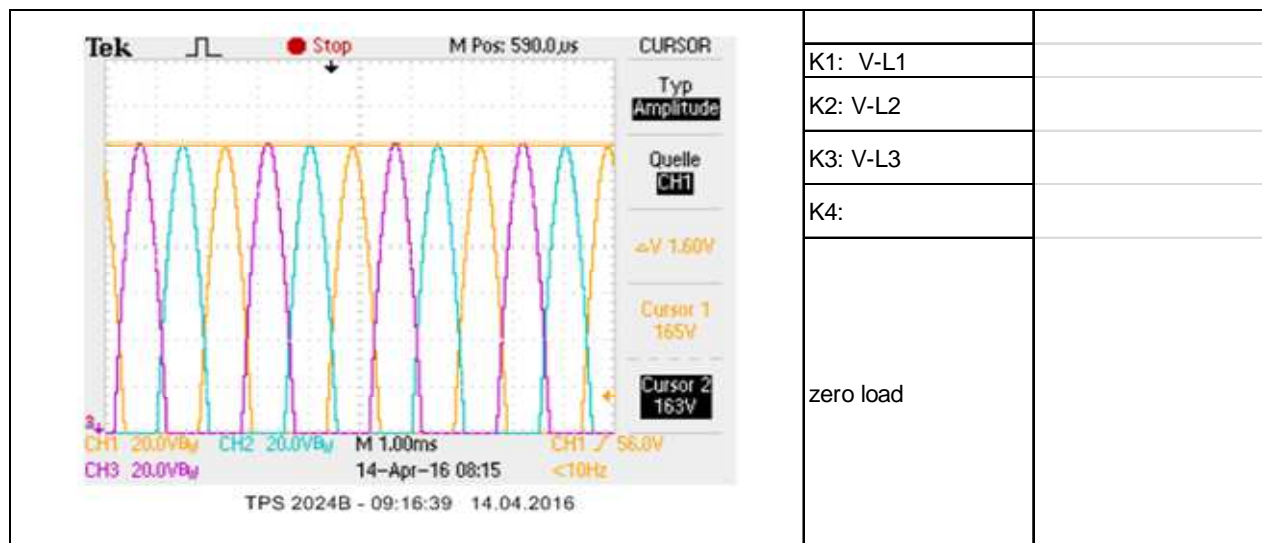 Tek Stop M Pos: 590.0µs CURSOR
Typ
Amplitude
Quelle
CH1
ΔV 1.60V
Cursor 1
165V
Cursor 2
163V
3
CH1 20.0VBW CH2 20.0VBW M 1.00ms CH1 56.0V
CH3 20.0VBW 14-Apr-16 08:15 <10Hz
TPS 2024B - 09:16:39 14.04.2016
K1: V-L1
K2: V-L2
K3: V-L3
K4:
zero load